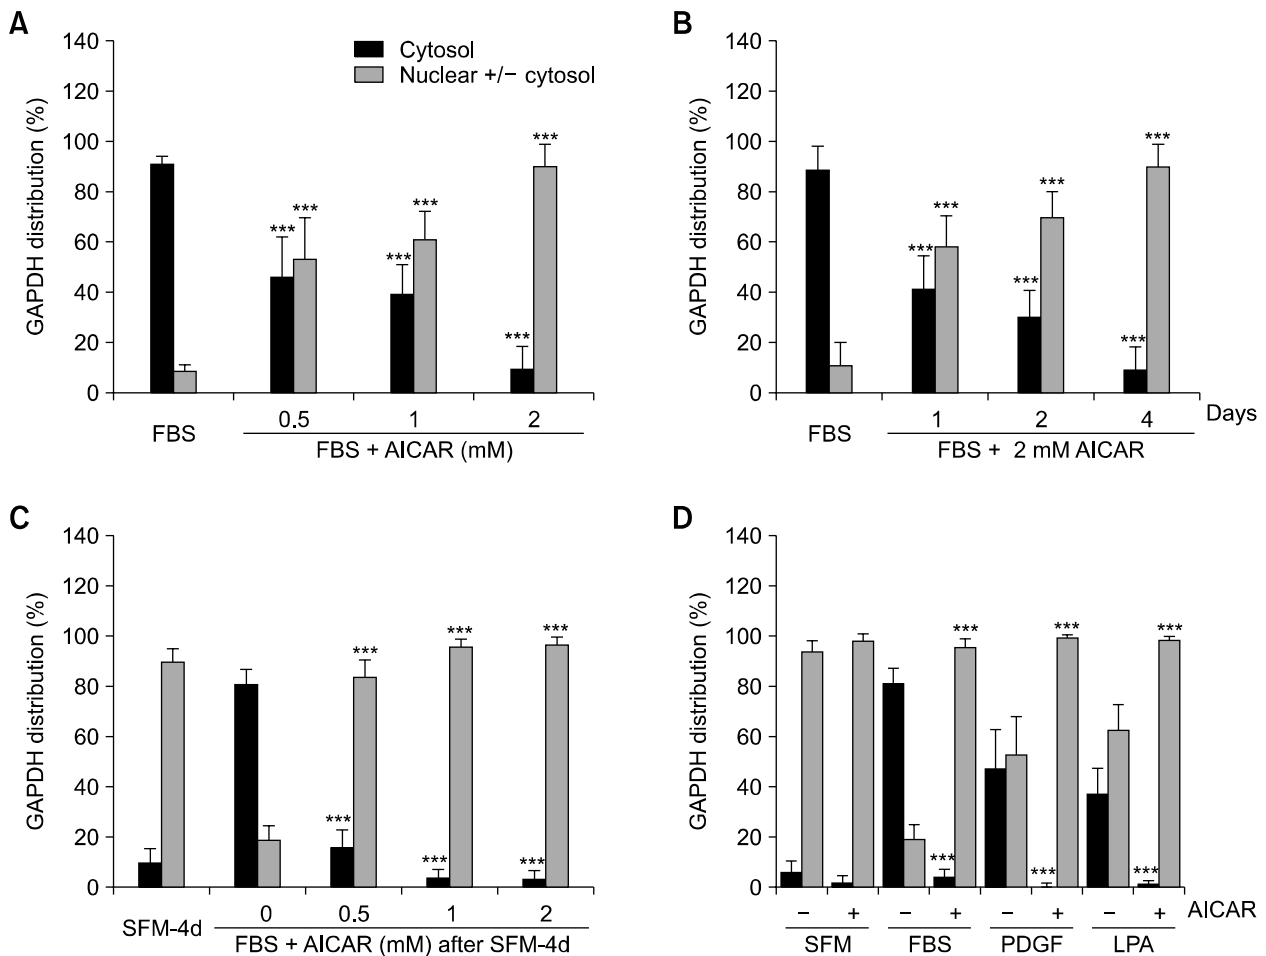 A
GAPDH distribution (%)
140
120
100
80
60
40
20
0
Cytosol
Nuclear +/− cytosol
*** *** *** *** *** ***
FBS
0.5 1 2
FBS + AICAR (mM)
B
GAPDH distribution (%)
140
120
100
80
60
40
20
0
*** *** *** *** *** ***
FBS
1 2 4 Days
FBS + 2 mM AICAR
C
GAPDH distribution (%)
140
120
100
80
60
40
20
0
*** *** *** *** *** ***
SFM-4d
0 0.5 1 2
FBS + AICAR (mM) after SFM-4d
D
GAPDH distribution (%)
140
120
100
80
60
40
20
0
*** *** *** *** *** ***
− + − + − + − + AICAR
SFM FBS PDGF LPA